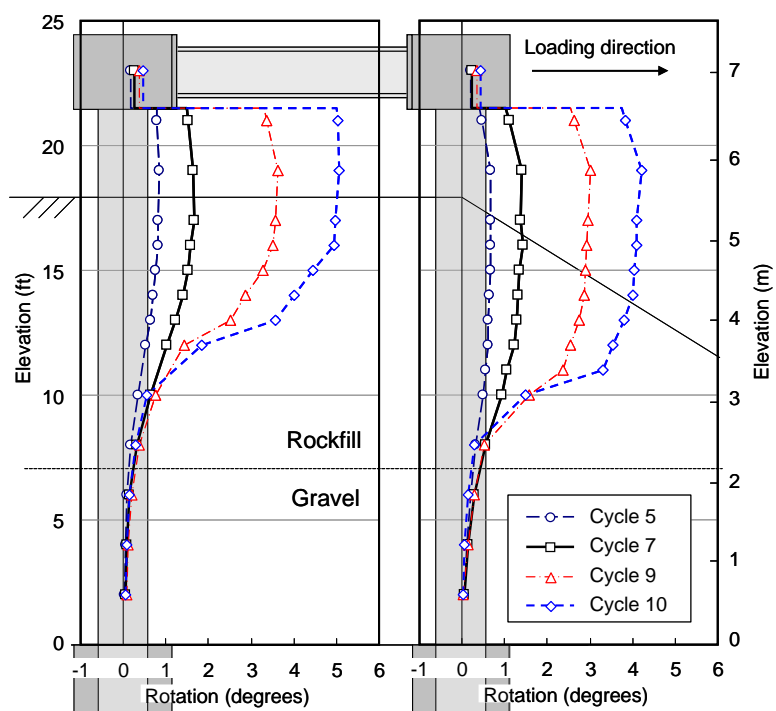 25
20
15
10
5
0
Elevation (ft)
Loading direction
7
6
5
4
3
2
1
0
Elevation (m)
Rockfill
Gravel
Cycle 5
Cycle 7
Cycle 9
Cycle 10
-1 0 1 2 3 4 5 6
Rotation (degrees)
-1 0 1 2 3 4 5 6
Rotation (degrees)